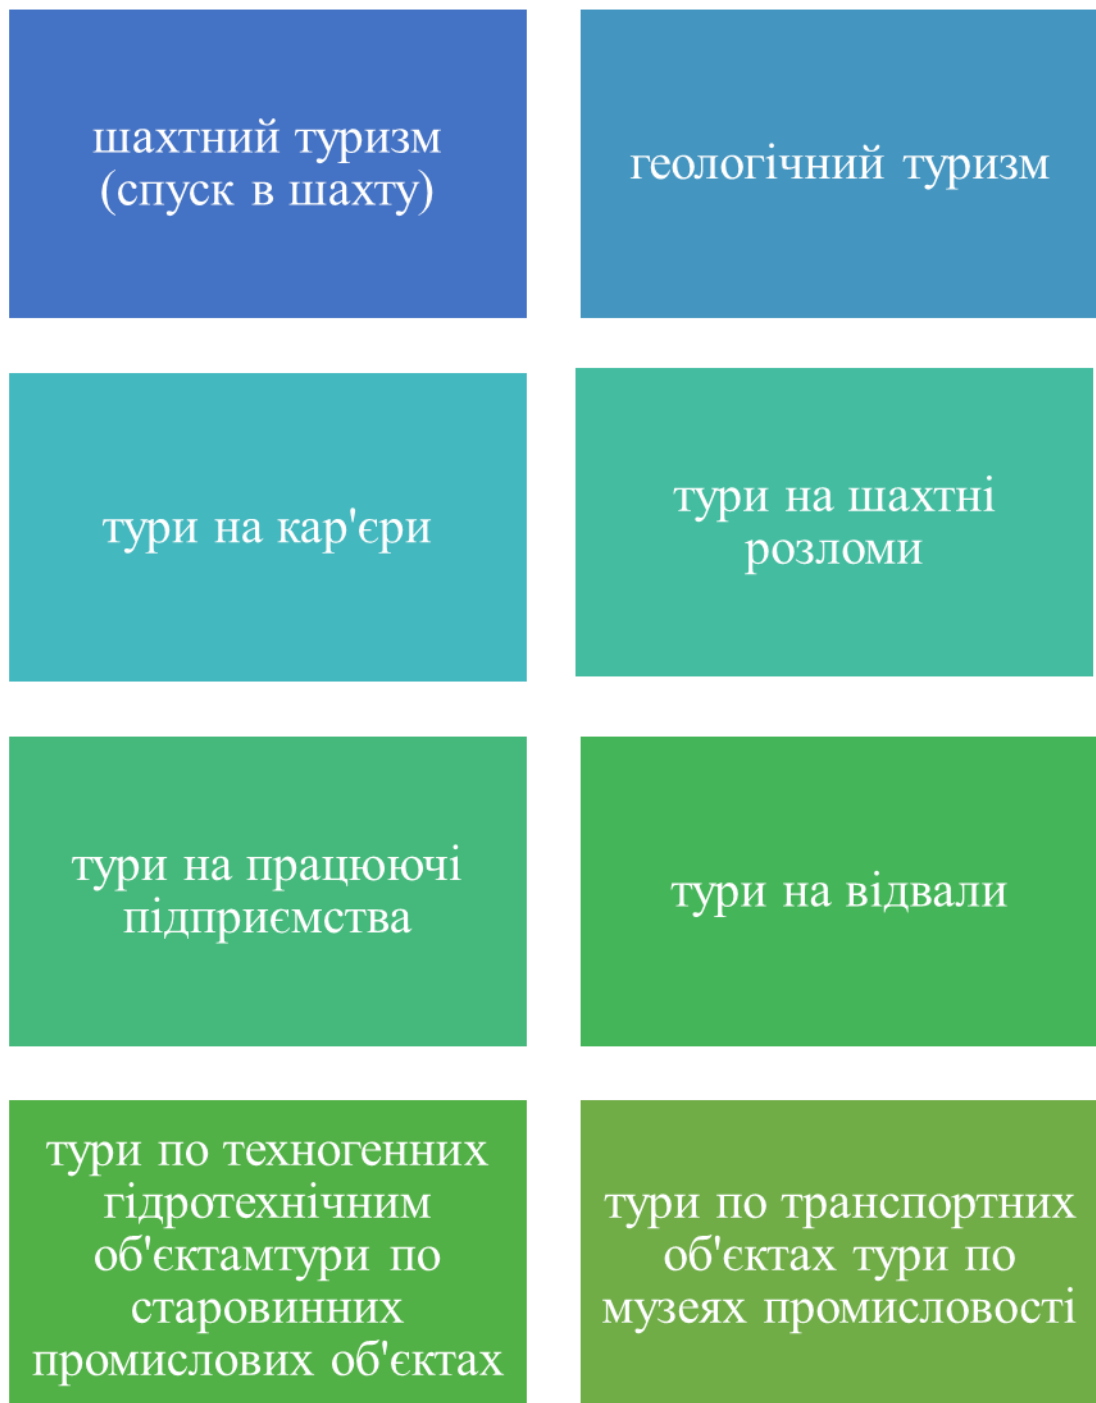 шахтний туризм
(спуск в шахту)
геологічний туризм
тури на кар'єри
тури на шахтні
розломи
тури на працюючі
підприємства
тури на відвали
тури по техногенних
гідротехнічним
об'єктамтури по
старовинних
промислових об'єктах
тури по транспортних
об'єктах тури по
музеях промисловості